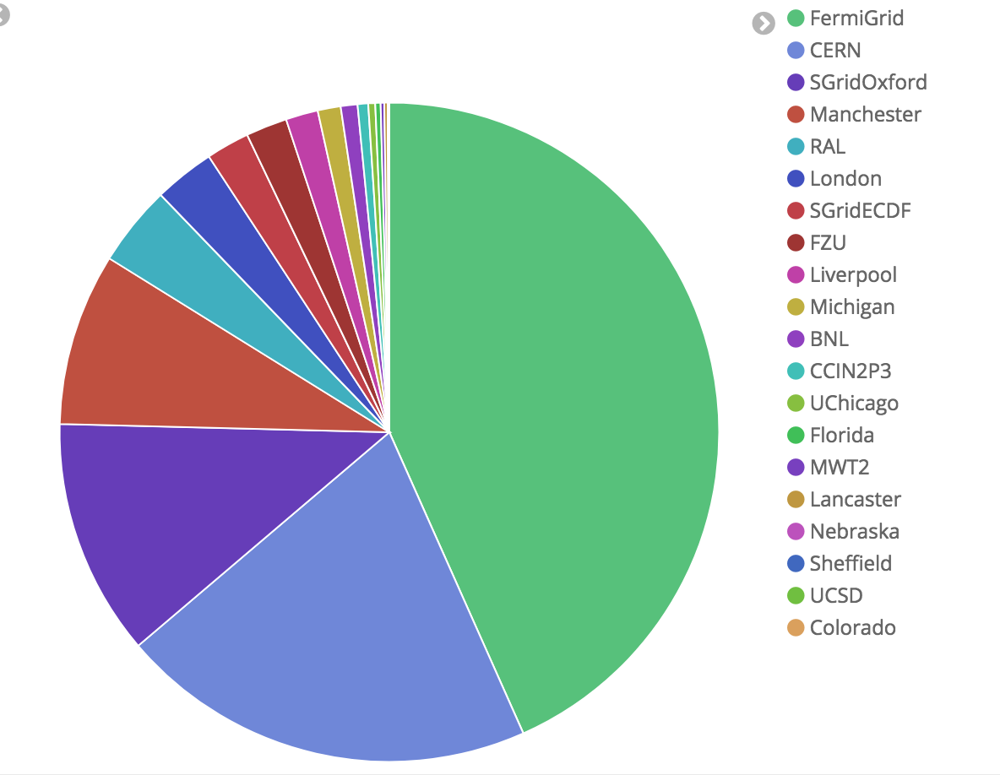 FermiGrid
CERN
SGridOxford
Manchester
RAL
London
SGridECDF
FZU
Liverpool
Michigan
BNL
CCIN2P3
UChicago
Florida
MWT2
Lancaster
Nebraska
Sheffield
UCSD
Colorado